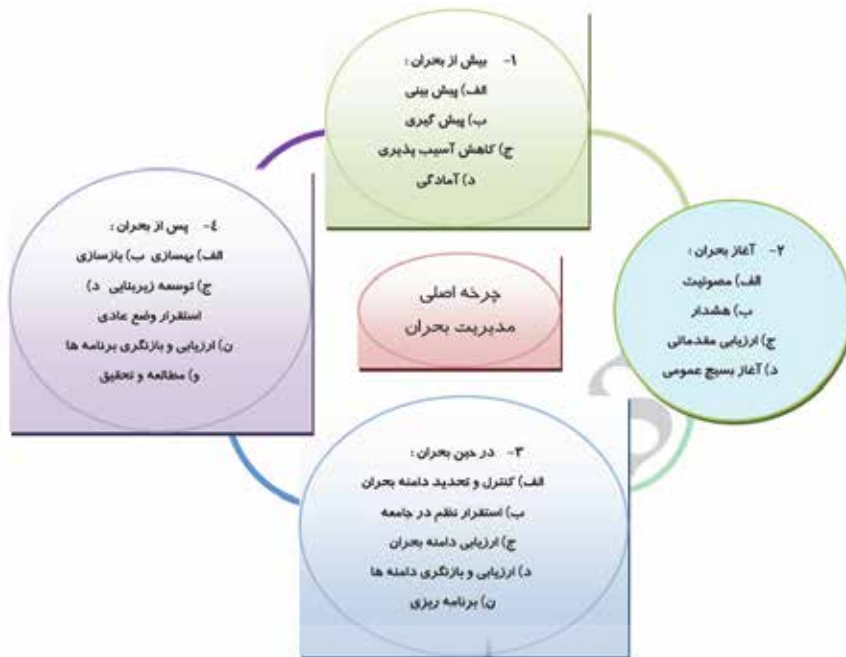 ۱- پیش از بحران :
الف) پیش بینی
ب) پیش گیری
ج) کاهش آسیب پذیری
د) آمادگی
۲- آغاز بحران :
الف) مصونیت
ب) هشدار
ج) ارزیابی مقدماتی
د) آغاز بسیج عمومی
چرخه اصلی
مدیریت بحران
۳- در حین بحران :
الف) کنترل و تحدید دامنه بحران
ب) استقرار نظم در جامعه
ج) ارزیابی دامنه بحران
د) ارزیابی و بازنگری دامنه ها
ن) برنامه ریزی
٤- پس از بحران :
الف) بهسازی ب) بازسازی
ج) توسعه زیربنایی د)
استقرار وضع عادی
ن) ارزیابی و بازنگری برنامه ها
و) مطالعه و تحقیق